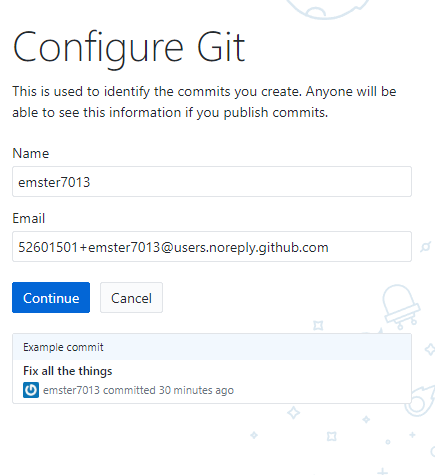 Configure Git
This is used to identify the commits you create. Anyone will be
able to see this information if you publish commits.
Name
emster7013
Email
52601501+emster7013@users.noreply.github.com
Continue Cancel
Example commit
Fix all the things
emster7013 committed 30 minutes ago